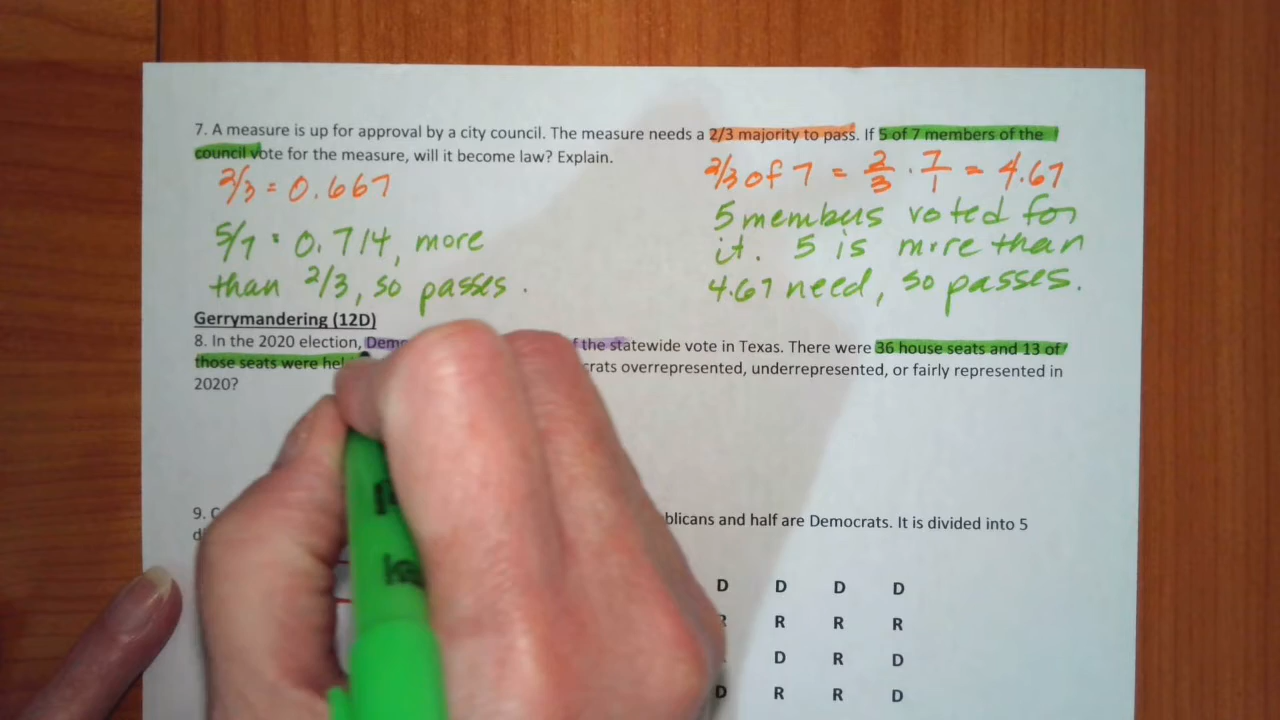 7. A measure is up for approval by a city council. The measure needs a 2/3 majority to pass. If 5 of 7 members of the
council vote for the measure, will it become law? Explain.
2/3 = 0.667
5/7 = 0.714, more
than 2/3, so passes.
2/3 of 7 = 2/3 · 7/1 = 4.67
5 members voted for
it. 5 is more than
4.67 need, so passes.
Gerrymandering (12D)
8. In the 2020 election, the statewide vote in Texas. There were 36 house seats and 13 of
those seats were overrepresented, underrepresented, or fairly represented in
2020?
9. and half are Democrats. It is divided into 5
D D D D
R R R
D R D
D R R D